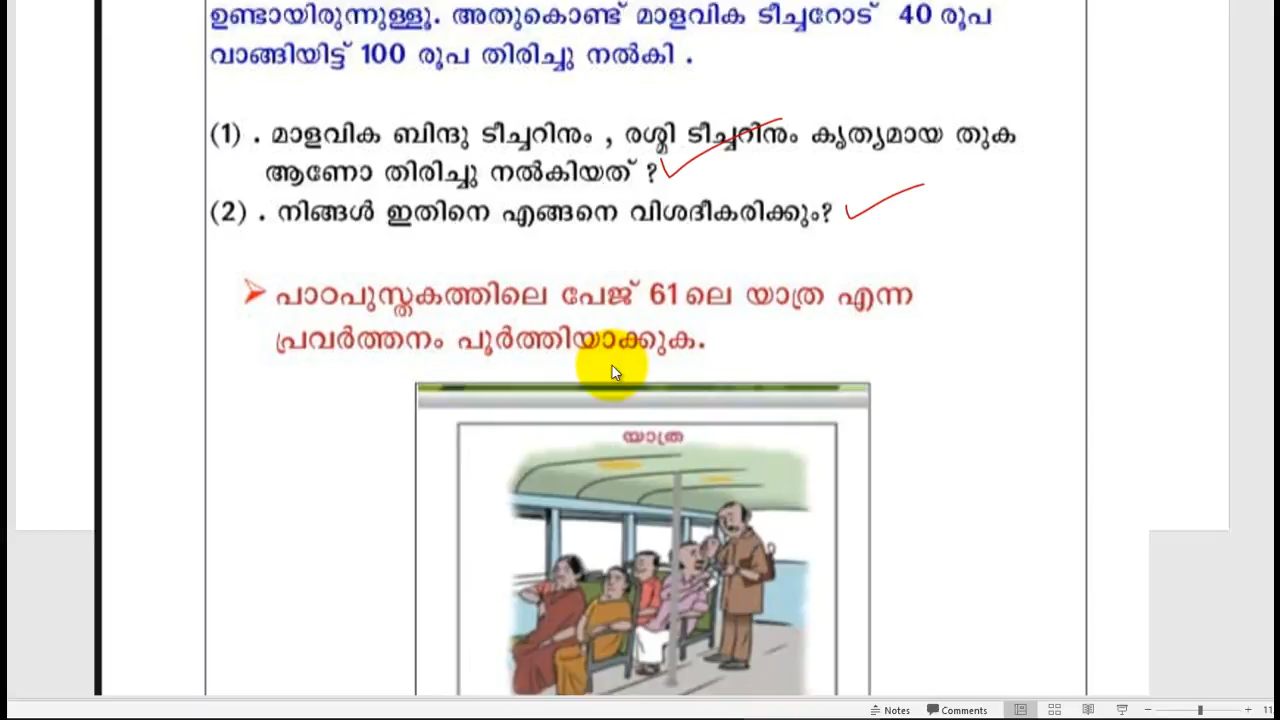 ഉണ്ടായിരുന്നുള്ളൂ. അതുകൊണ്ട് മാളവിക ടീച്ചറോട് 40 രൂപ
വാങ്ങിയിട്ട് 100 രൂപ തിരിച്ചു നൽകി .
(1) . മാളവിക ബിന്ദു ടീച്ചറിനും , രശ്മി ടീച്ചറിനും കൃത്യമായ തുക
ആണോ തിരിച്ചു നൽകിയത് ?
(2) . നിങ്ങൾ ഇതിനെ എങ്ങനെ വിശദീകരിക്കും?
➤ പാഠപുസ്തകത്തിലെ പേജ് 61 ലെ യാത്ര എന്ന
പ്രവർത്തനം പൂർത്തിയാക്കുക.
യാത്ര
Notes Comments
11